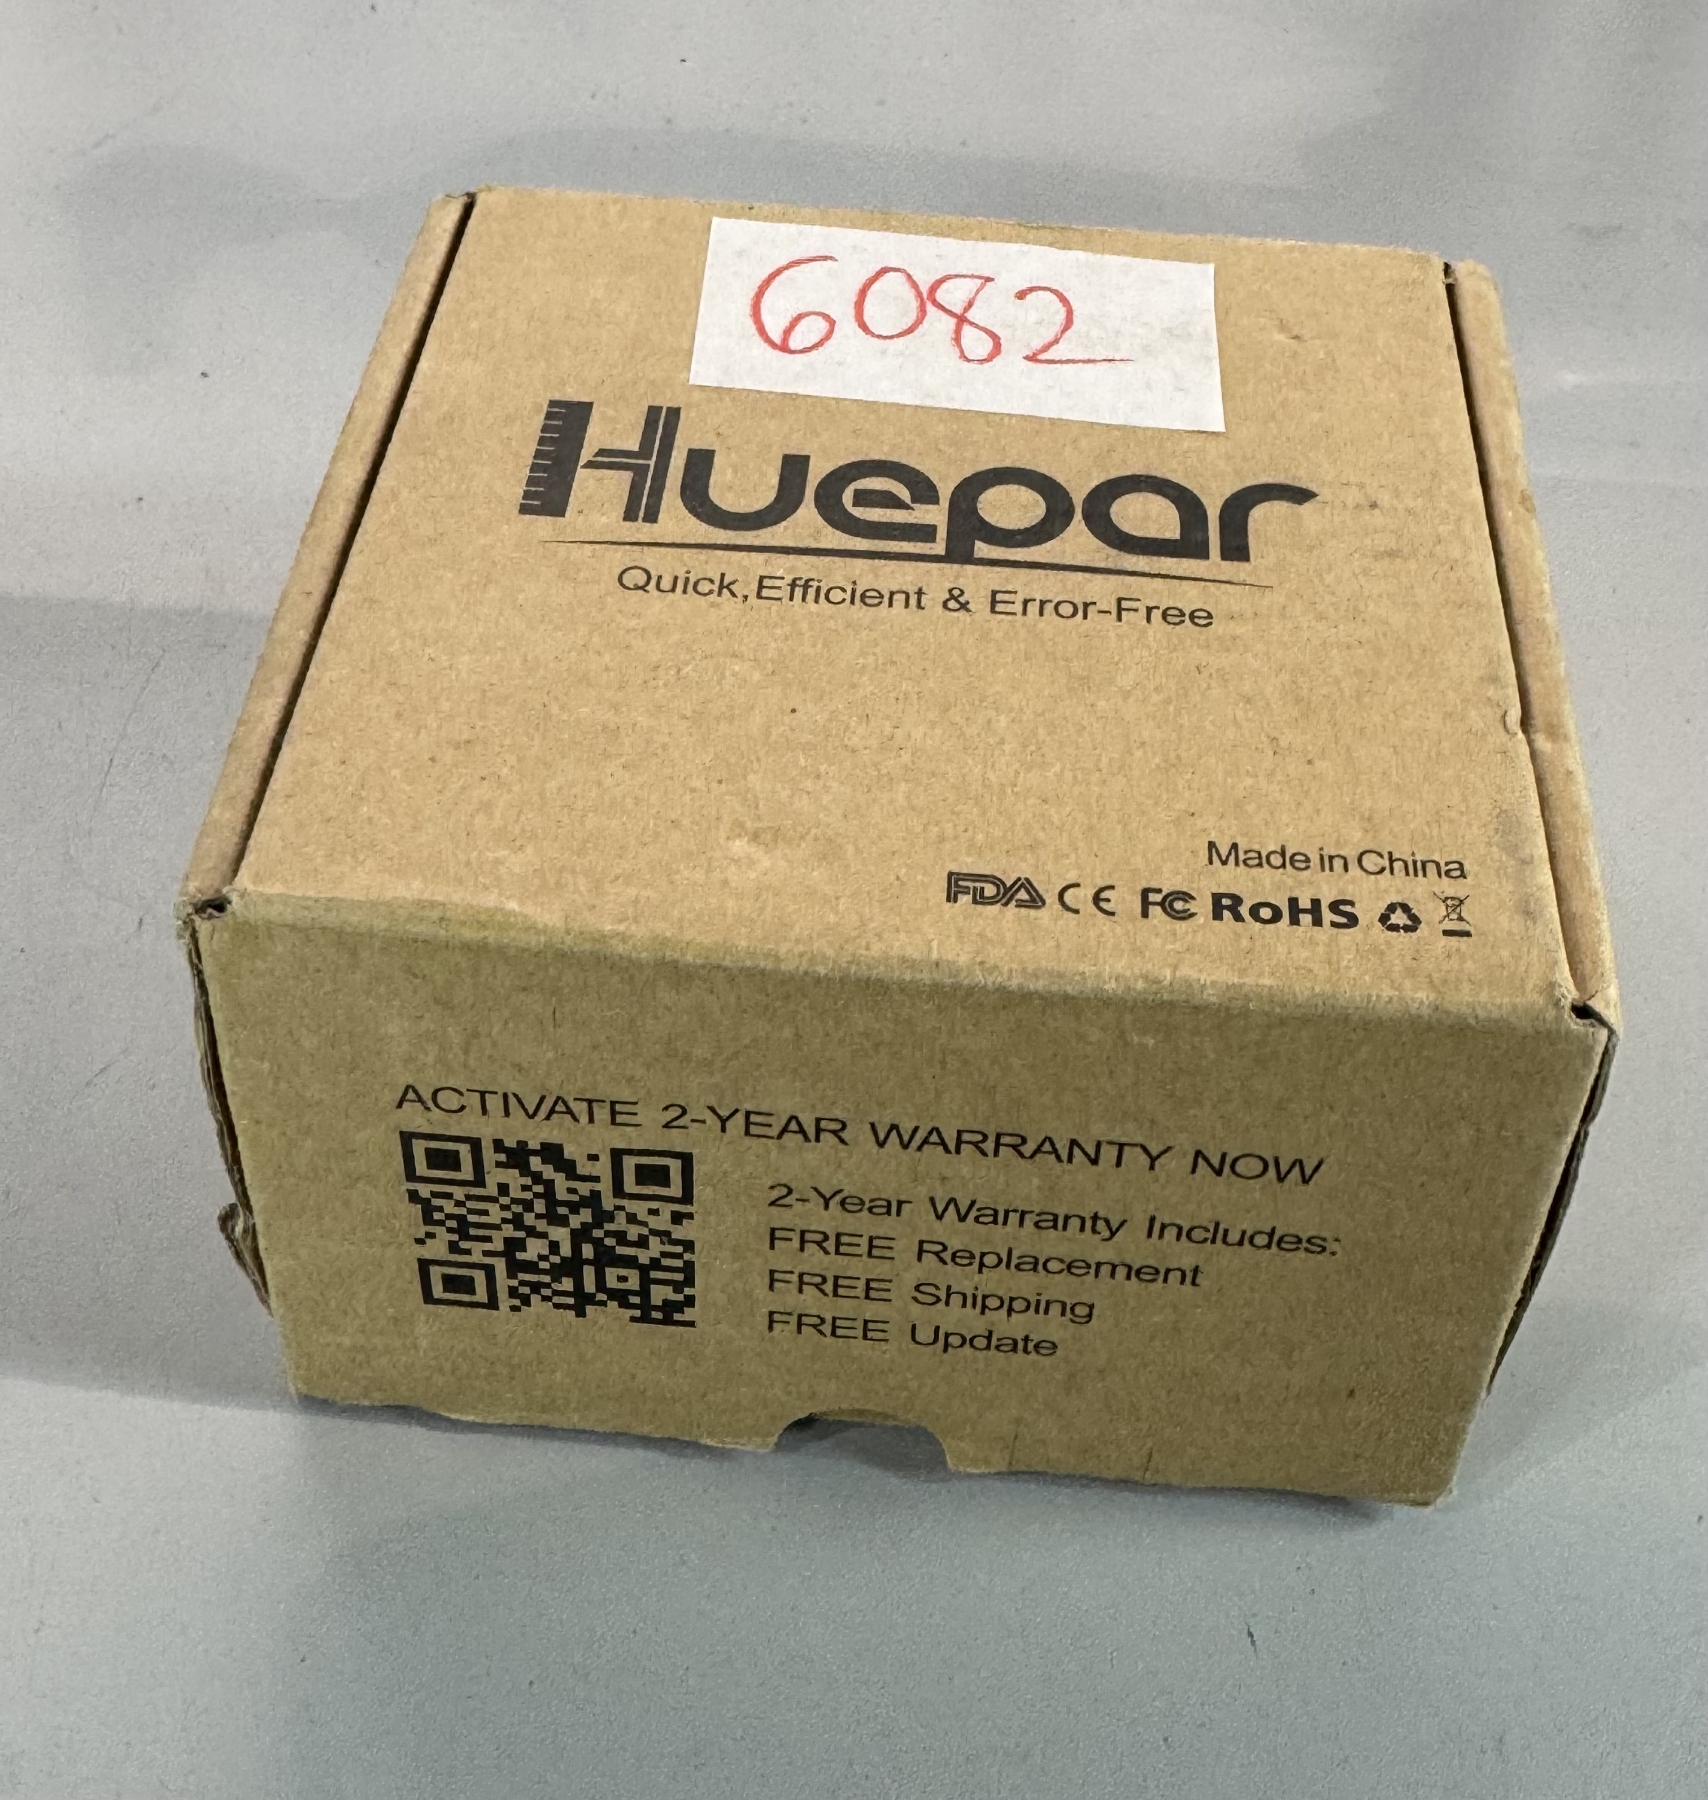 6082
Huepar
Quick,Efficient & Error-Free
Made in China
FDA CE FC RoHS
ACTIVATE 2-YEAR WARRANTY NOW
2-Year Warranty Includes:
FREE Replacement
FREE Shipping
FREE Update